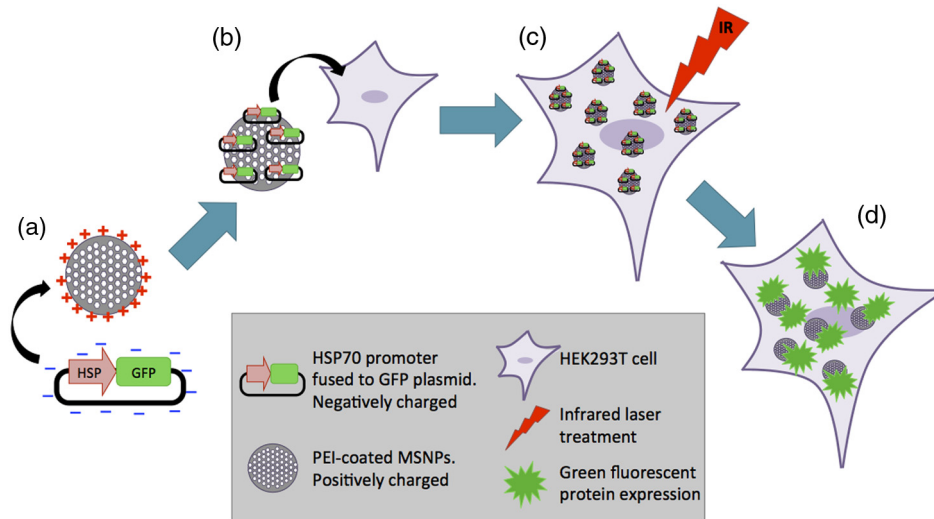 (a)
HSP
GFP
(b)
(c)
IR
(d)
HSP70 promoter
fused to GFP plasmid.
Negatively charged
PEI-coated MSNPs.
Positively charged
HEK293T cell
Infrared laser
treatment
Green fluorescent
protein expression